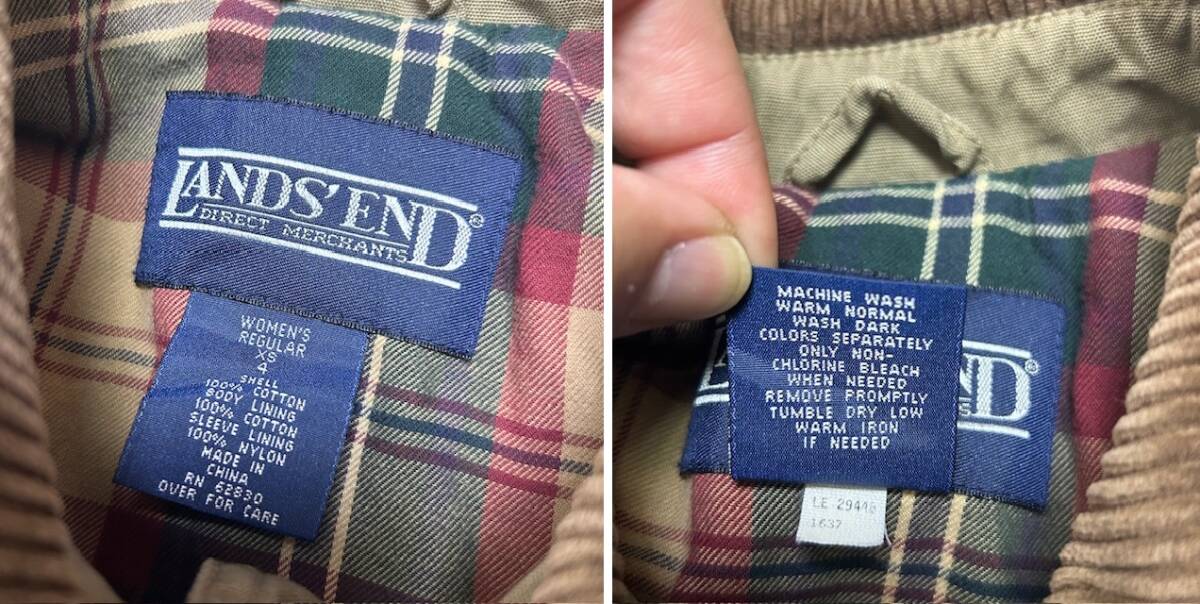 LANDS' END®
DIRECT MERCHANTS
WOMEN'S
REGULAR
XS
4
SHELL
100% COTTON
BODY LINING
100% COTTON
SLEEVE LINING
100% NYLON
MADE IN
CHINA
RN 62830
OVER FOR CARE
MACHINE WASH
WARM NORMAL
WASH DARK
COLORS SEPARATELY
ONLY NON-
CHLORINE BLEACH
WHEN NEEDED
REMOVE PROMPTLY
TUMBLE DRY LOW
WARM IRON
IF NEEDED
D®
S
LE 29446
1637